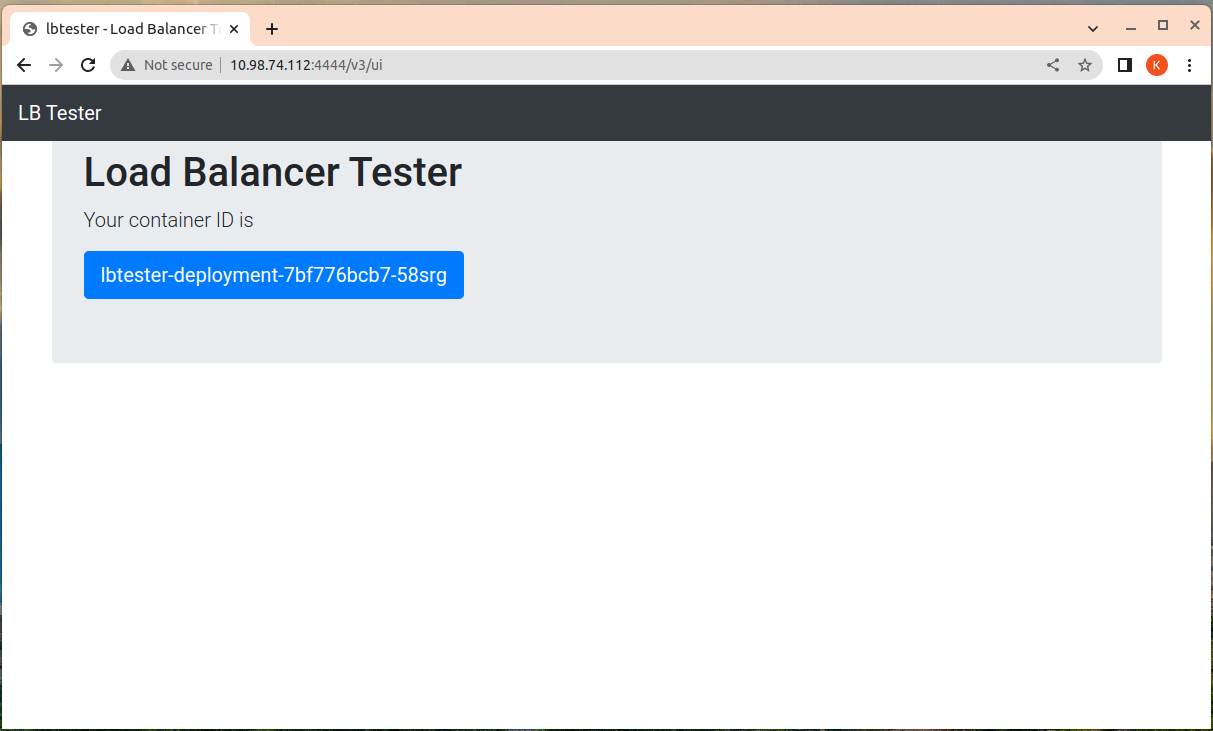 lbtester - Load Balancer T
Not secure 10.98.74.112:4444/v3/ui
K
LB Tester
Load Balancer Tester
Your container ID is
lbtester-deployment-7bf776bcb7-58srg